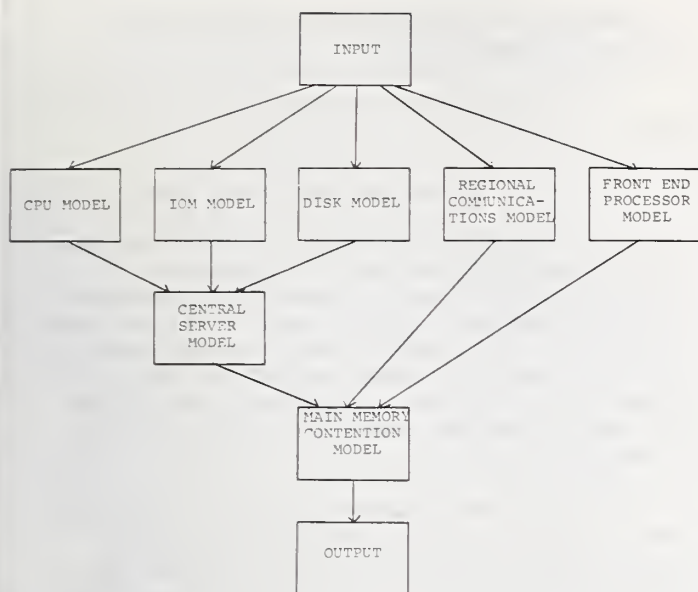 INPUT
CPU MODEL
IOM MODEL
DISK MODEL
REGIONAL
COMMUNICA-
TIONS MODEL
FRONT END
PROCESSOR
MODEL
CENTRAL
SERVER
MODEL
MAIN MEMORY
CONTENTION
MODEL
OUTPUT